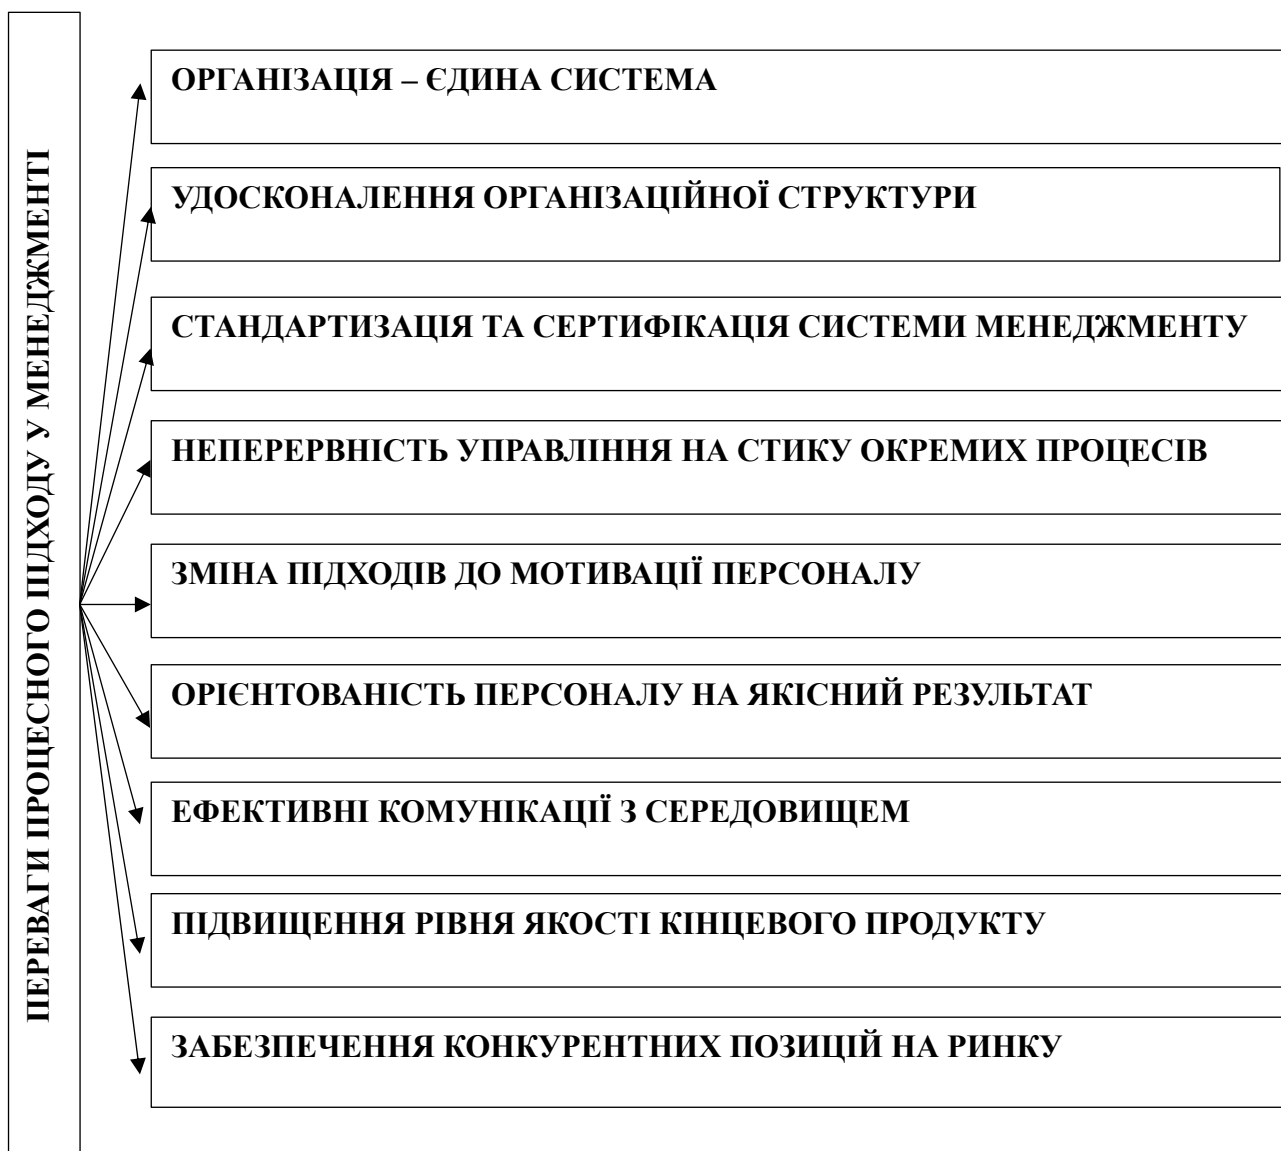 ПЕРЕВАГИ ПРОЦЕСНОГО ПІДХОДУ У МЕНЕДЖМЕНТІ
ОРГАНІЗАЦІЯ – ЄДИНА СИСТЕМА
УДОСКОНАЛЕННЯ ОРГАНІЗАЦІЙНОЇ СТРУКТУРИ
СТАНДАРТИЗАЦІЯ ТА СЕРТИФІКАЦІЯ СИСТЕМИ МЕНЕДЖМЕНТУ
НЕПЕРЕРВНІСТЬ УПРАВЛІННЯ НА СТИКУ ОКРЕМИХ ПРОЦЕСІВ
ЗМІНА ПІДХОДІВ ДО МОТИВАЦІЇ ПЕРСОНАЛУ
ОРІЄНТОВАНІСТЬ ПЕРСОНАЛУ НА ЯКІСНИЙ РЕЗУЛЬТАТ
ЕФЕКТИВНІ КОМУНІКАЦІЇ З СЕРЕДОВИЩЕМ
ПІДВИЩЕННЯ РІВНЯ ЯКОСТІ КІНЦЕВОГО ПРОДУКТУ
ЗАБЕЗПЕЧЕННЯ КОНКУРЕНТНИХ ПОЗИЦІЙ НА РИНКУ